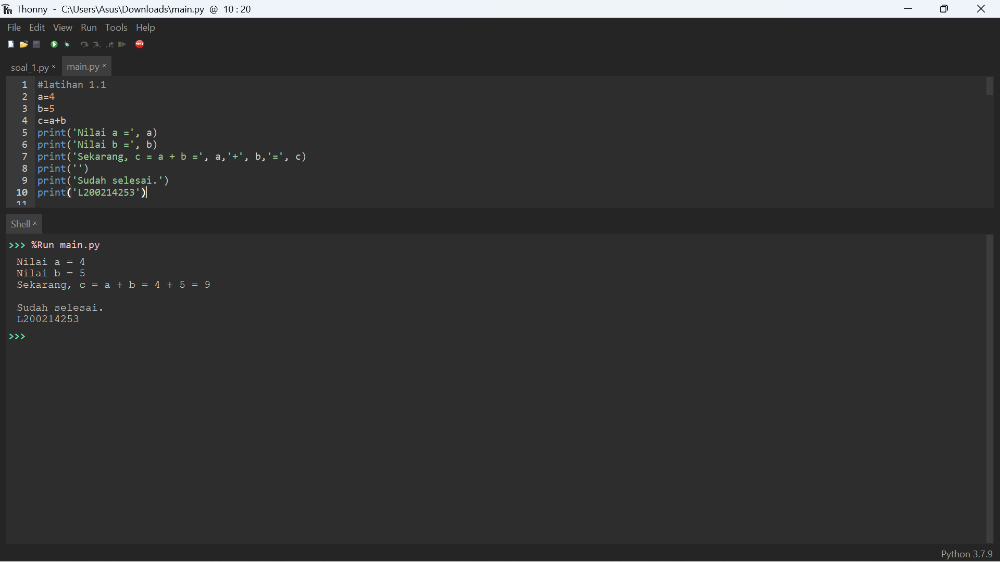 Thonny - C:\Users\Asus\Downloads\main.py @ 10 : 20
File Edit View Run Tools Help
STOP
soal_1.py × main.py ×
1 #latihan 1.1
2 a=4
3 b=5
4 c=a+b
5 print('Nilai a =', a)
6 print('Nilai b =', b)
7 print('Sekarang, c = a + b =', a,'+', b,'=', c)
8 print('')
9 print('Sudah selesai.')
10 print('L200214253')
11
Shell ×
>>> %Run main.py
Nilai a = 4
Nilai b = 5
Sekarang, c = a + b = 4 + 5 = 9
Sudah selesai.
L200214253
>>>
Python 3.7.9